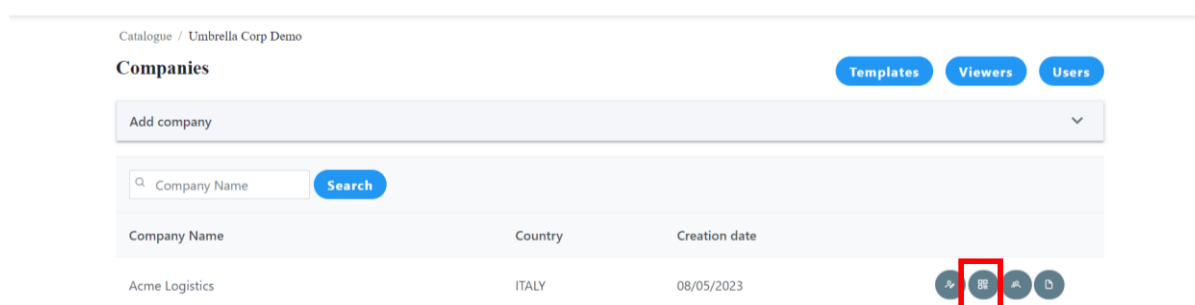 Catalogue / Umbrella Corp Demo
Companies
Templates Viewers Users
Add company
Company Name Search
Company Name Country Creation date
Acme Logistics ITALY 08/05/2023